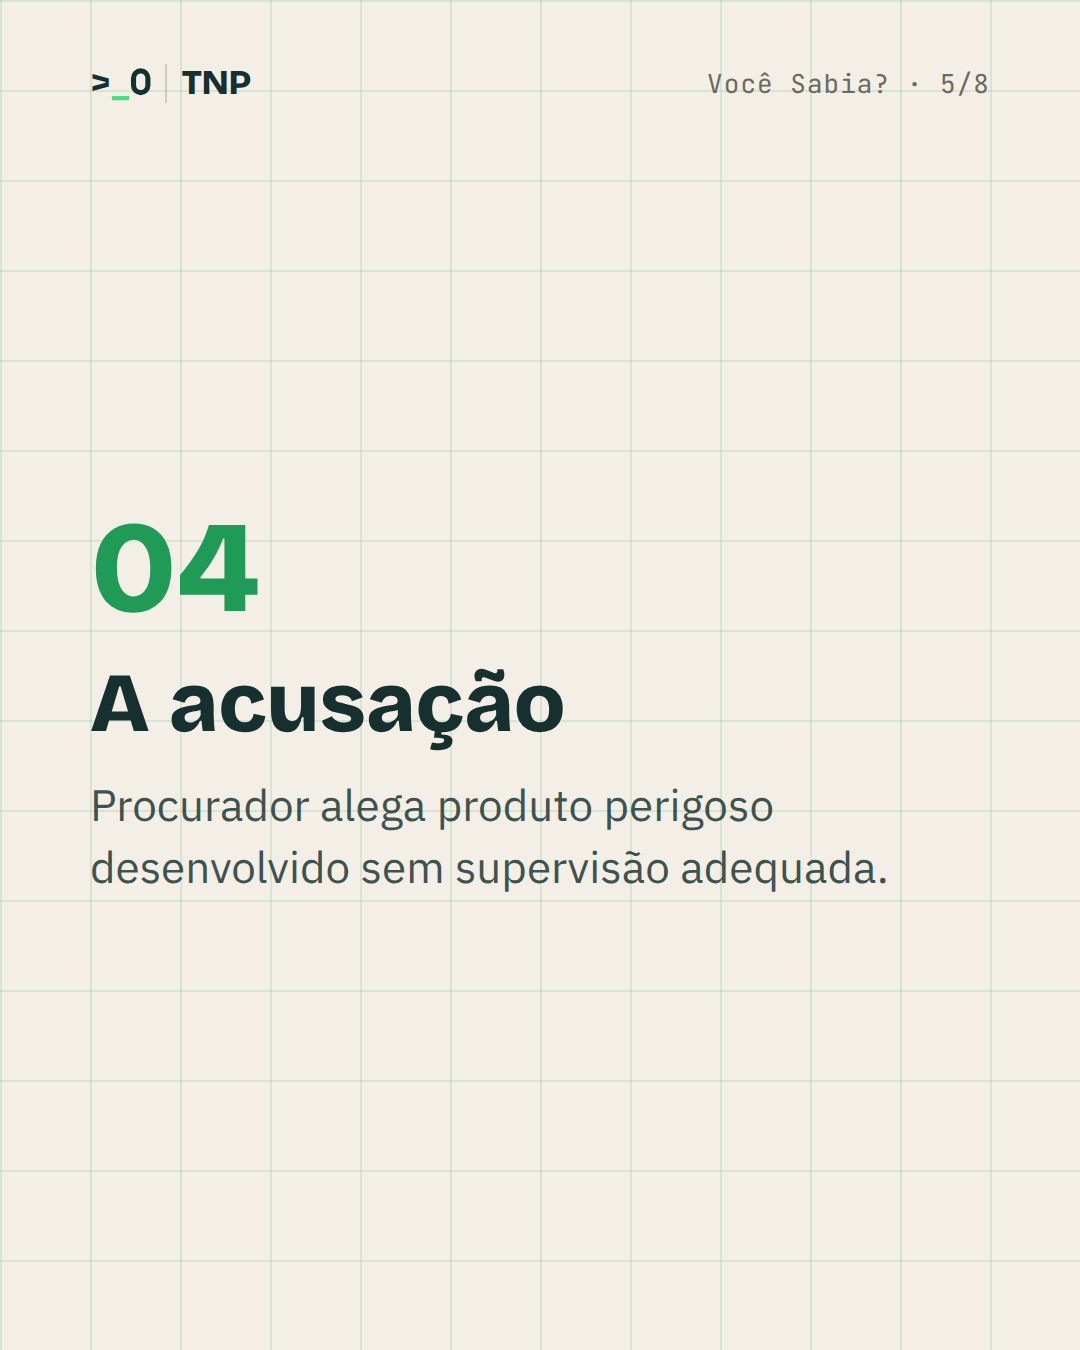 >_0 TNP
Você Sabia? · 5/8
04
A acusação
Procurador alega produto perigoso
desenvolvido sem supervisão adequada.